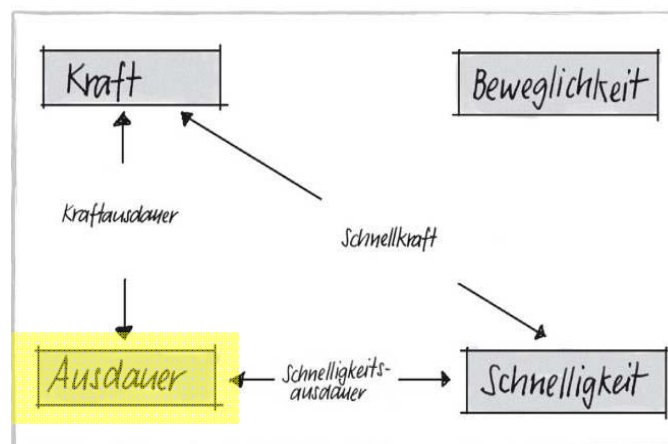 Kraft
Beweglichkeit
Kraftausdauer
Schnellkraft
Ausdauer
Schnelligkeits-
ausdauer
Schnelligkeit